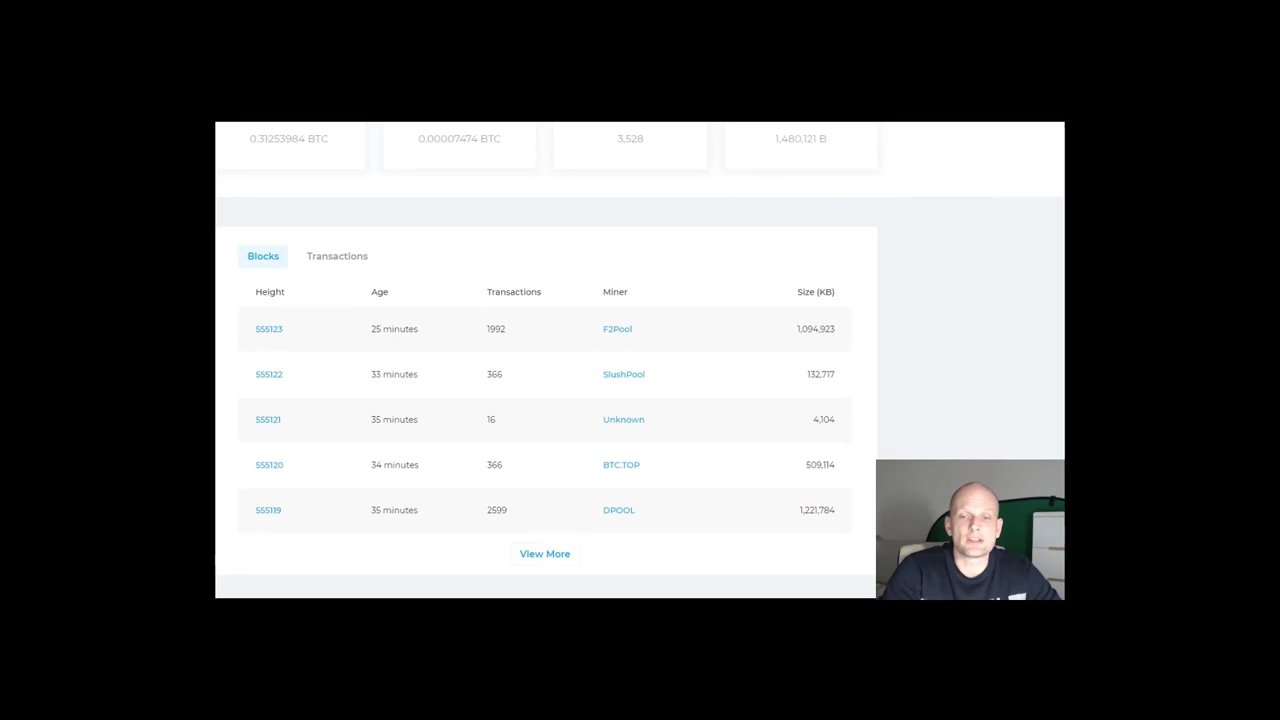 0.31253984 BTC 0.00007474 BTC 3,528 1,480,121 B
Blocks Transactions
Height Age Transactions Miner Size (KB)
555123 25 minutes 1992 F2Pool 1,094,923
555122 33 minutes 366 SlushPool 132,717
555121 35 minutes 16 Unknown 4,104
555120 34 minutes 366 BTC.TOP 509,114
555119 35 minutes 2599 DPOOL 1,221,784
View More